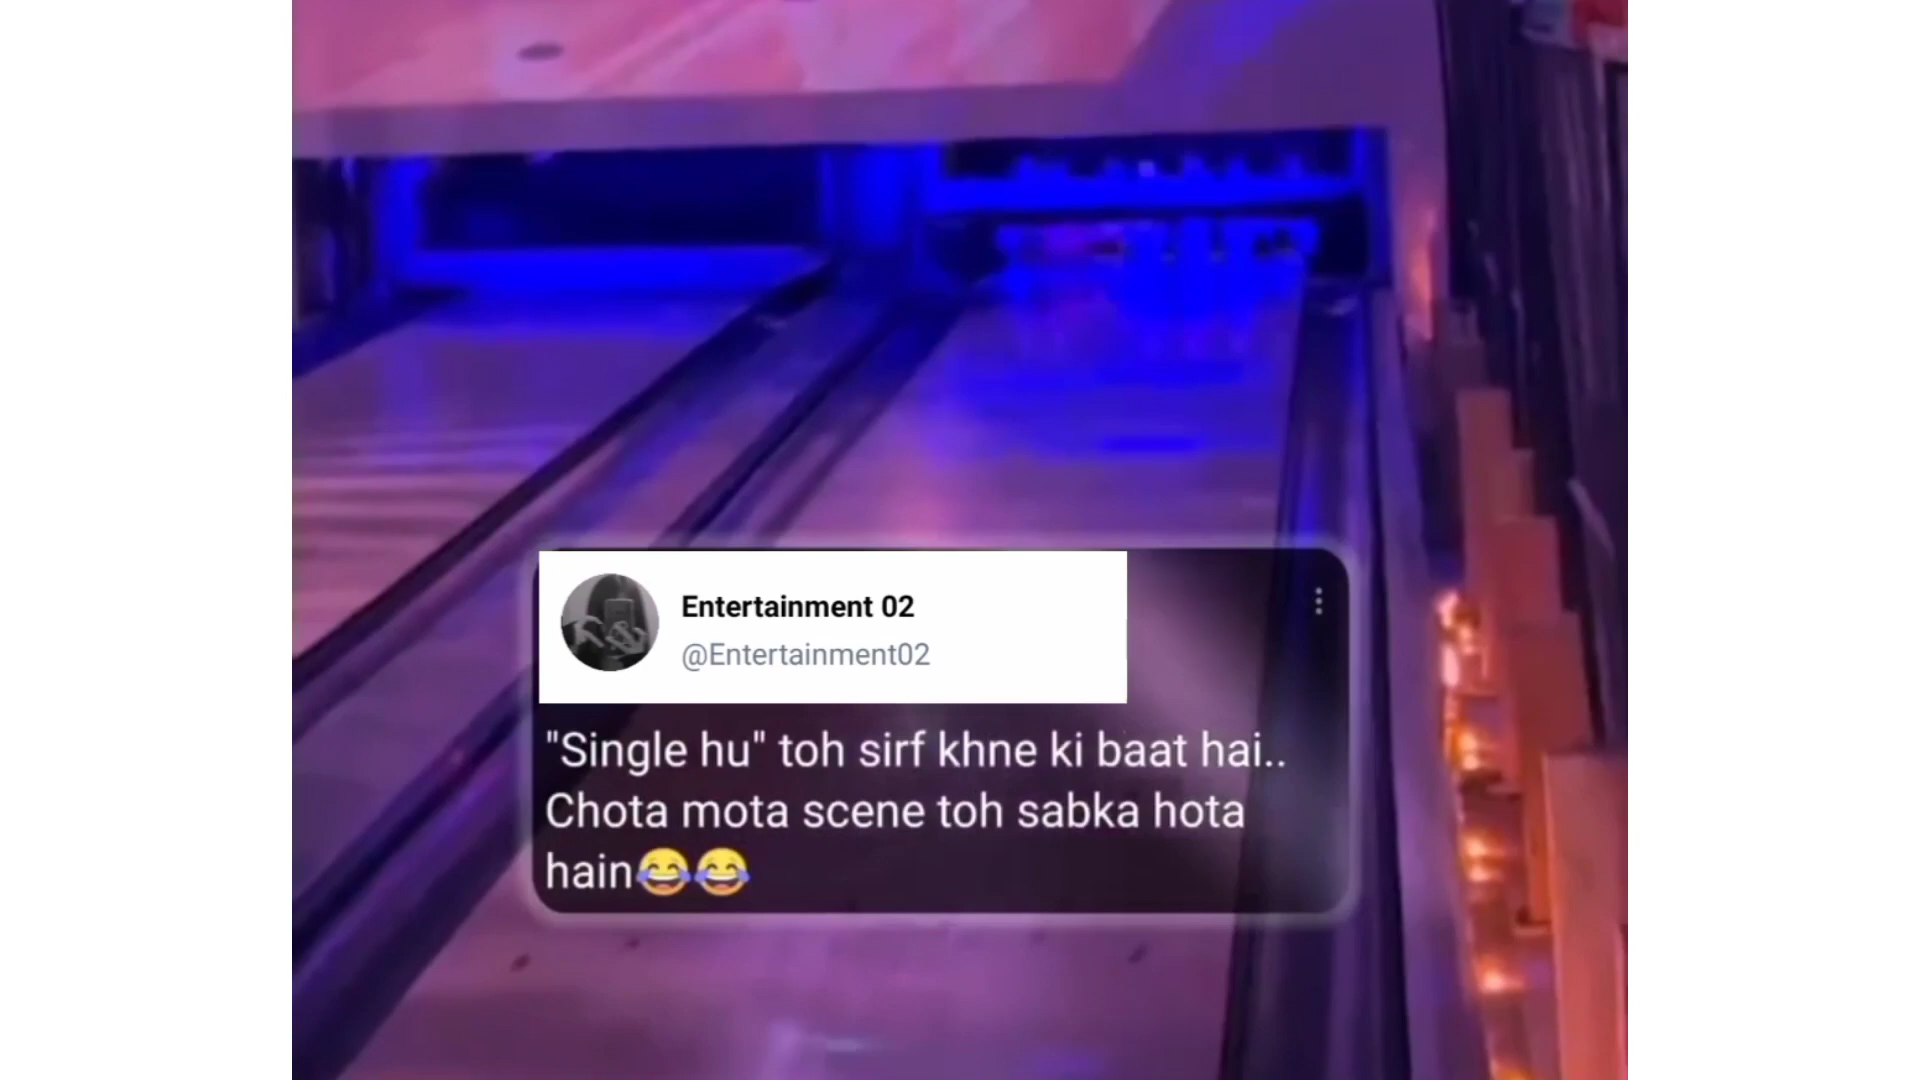 Entertainment 02
@Entertainment02
"Single hu" toh sirf khne ki baat hai..
Chota mota scene toh sabka hota
hain😂😂